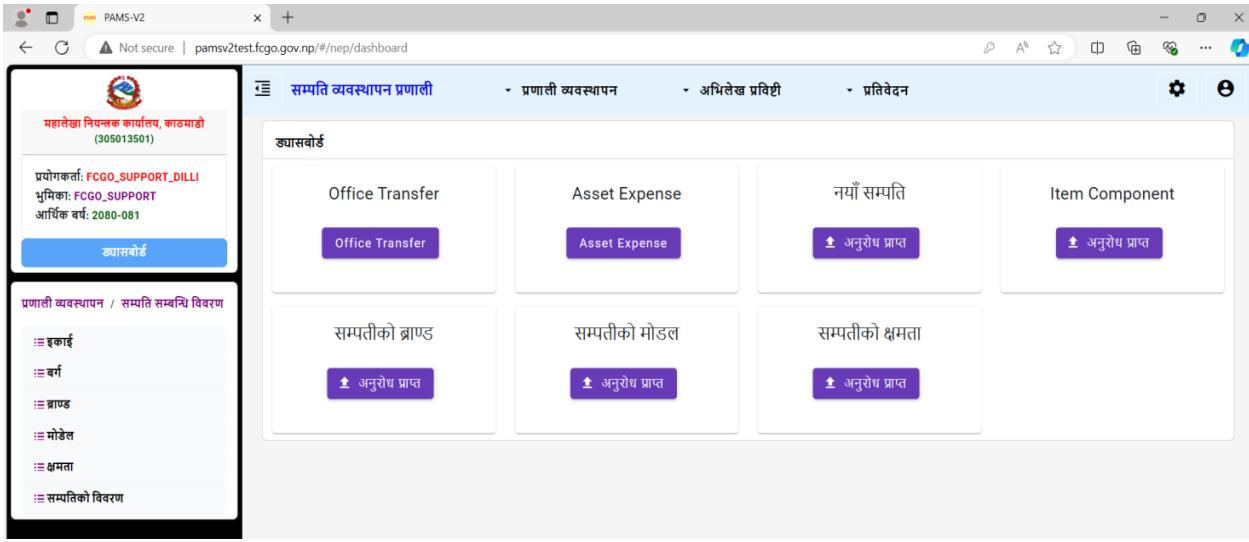 PAMS-V2
Not secure | pamsv2test.fcgo.gov.np/#/nep/dashboard
महालेखा नियन्त्रक कार्यालय, काठमाडौ
(305013501)
प्रयोगकर्ता: FCGO_SUPPORT_DILLI
भुमिका: FCGO_SUPPORT
आर्थिक बर्ष: 2080-081
ड्यासबोर्ड
प्रणाली व्यवस्थापन / सम्पति सम्बन्धि विवरण
इकाई
बर्ग
ब्राण्ड
मोडेल
क्षमता
सम्पतिको विवरण
सम्पति व्यवस्थापन प्रणाली
प्रणाली व्यवस्थापन
अभिलेख प्रविष्टी
प्रतिवेदन
ड्यासबोर्ड
Office Transfer
Office Transfer
Asset Expense
Asset Expense
नयाँ सम्पति
अनुरोध प्राप्त
Item Component
अनुरोध प्राप्त
सम्पतीको ब्राण्ड
अनुरोध प्राप्त
सम्पतीको मोडल
अनुरोध प्राप्त
सम्पतीको क्षमता
अनुरोध प्राप्त